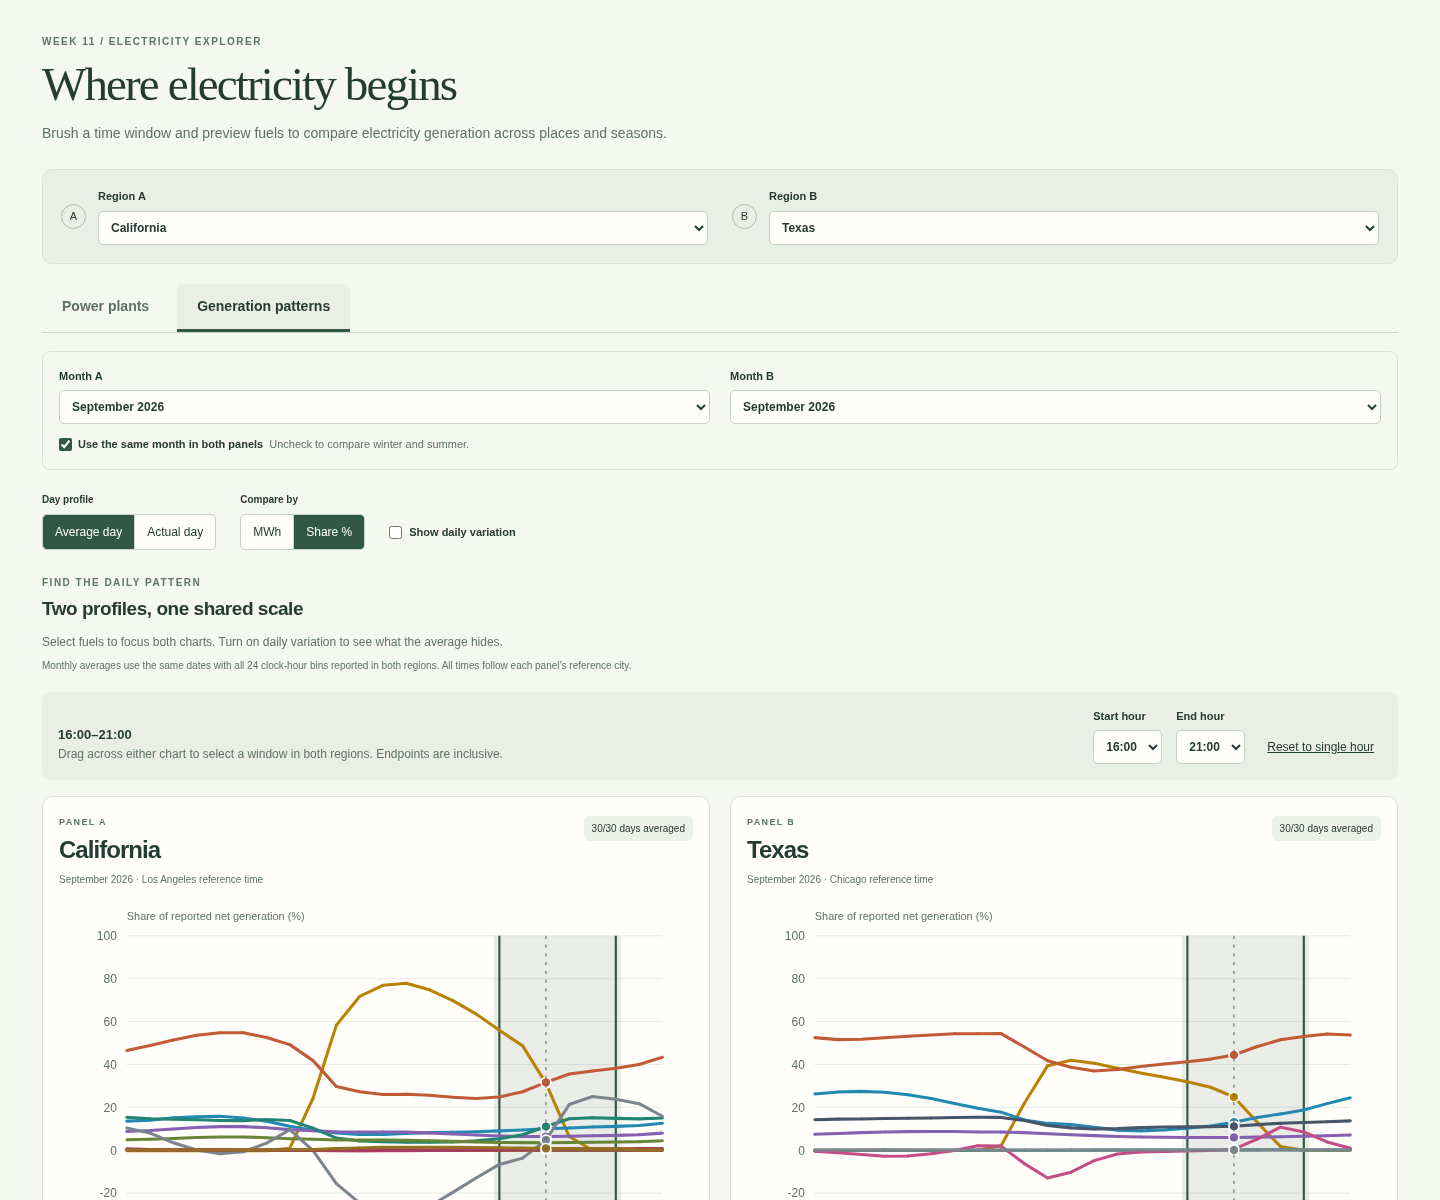 WEEK 11 / ELECTRICITY EXPLORER
Where electricity begins
Brush a time window and preview fuels to compare electricity generation across places and seasons.
A
Region A
California
B
Region B
Texas
Power plants
Generation patterns
Month A
September 2026
Month B
September 2026
Use the same month in both panels Uncheck to compare winter and summer.
Day profile
Average day
Actual day
Compare by
MWh
Share %
Show daily variation
FIND THE DAILY PATTERN
Two profiles, one shared scale
Select fuels to focus both charts. Turn on daily variation to see what the average hides.
Monthly averages use the same dates with all 24 clock-hour bins reported in both regions. All times follow each panel's reference city.
16:00–21:00
Drag across either chart to select a window in both regions. Endpoints are inclusive.
Start hour
16:00
End hour
21:00
Reset to single hour
PANEL A
California
30/30 days averaged
September 2026 · Los Angeles reference time
Share of reported net generation (%)
100
80
60
40
20
0
-20
PANEL B
Texas
30/30 days averaged
September 2026 · Chicago reference time
Share of reported net generation (%)
100
80
60
40
20
0
-20